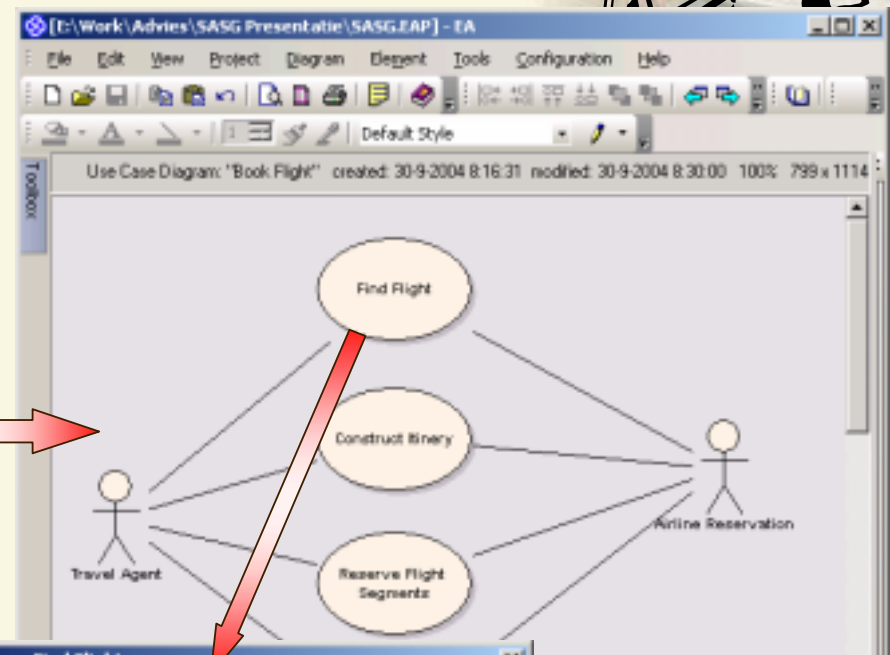 [E:\Work\Advies\SASG Presentatie\SASG.EAP] - EA
File Edit View Project Diagram Element Tools Configuration Help
Default Style
Toolbox
Use Case Diagram: "Book Flight" created: 30-9-2004 8:16:31 modified: 30-9-2004 8:30:00 100% 799 x 1114
Find Flight
Construct Itinery
Airline Reservation
Travel Agent
Reserve Flight
Segments